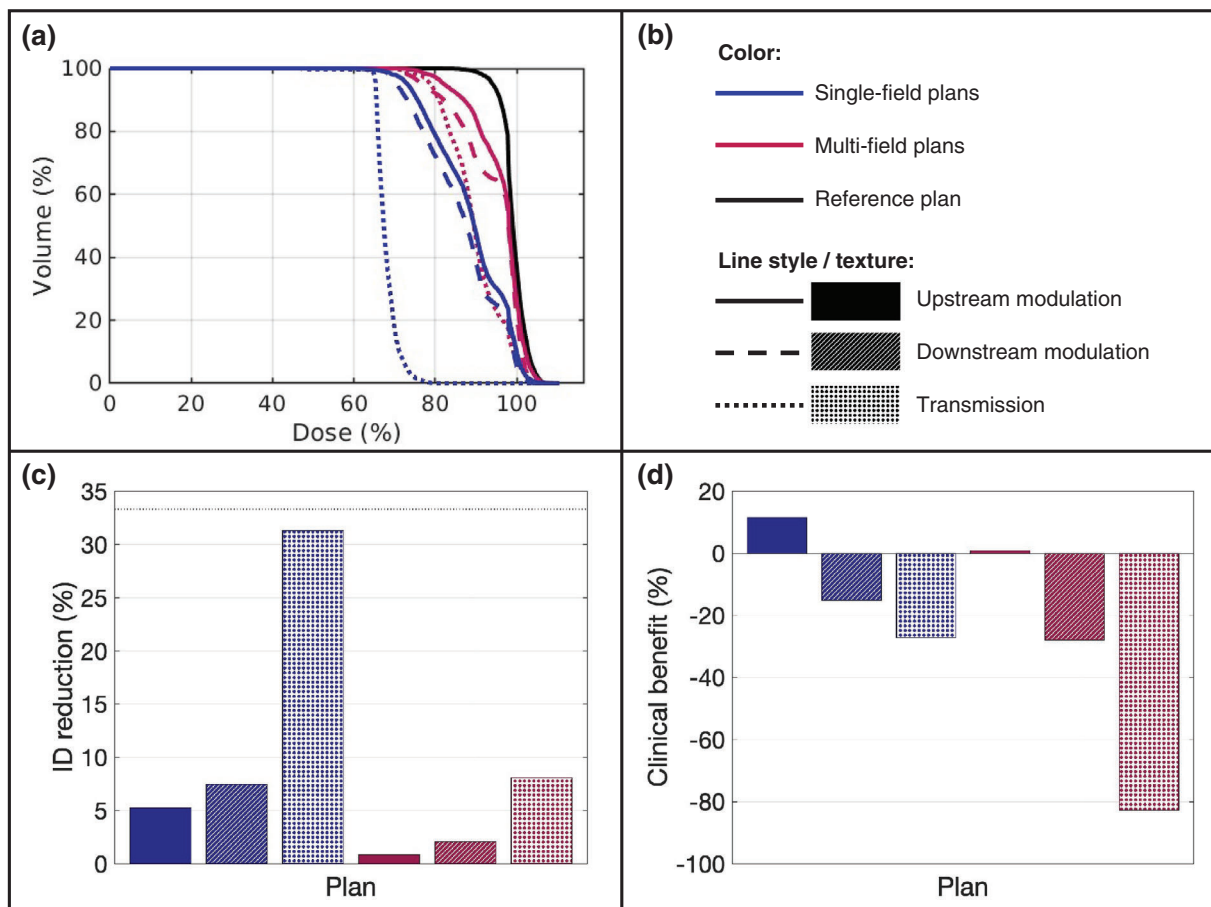 (a)
100
80
60
40
20
0
Volume (%)
0 20 40 60 80 100
Dose (%)
(b)
Color:
Single-field plans
Multi-field plans
Reference plan
Line style / texture:
Upstream modulation
Downstream modulation
Transmission
(c)
35
30
25
20
15
10
5
0
ID reduction (%)
Plan
(d)
20
0
-20
-40
-60
-80
-100
Clinical benefit (%)
Plan